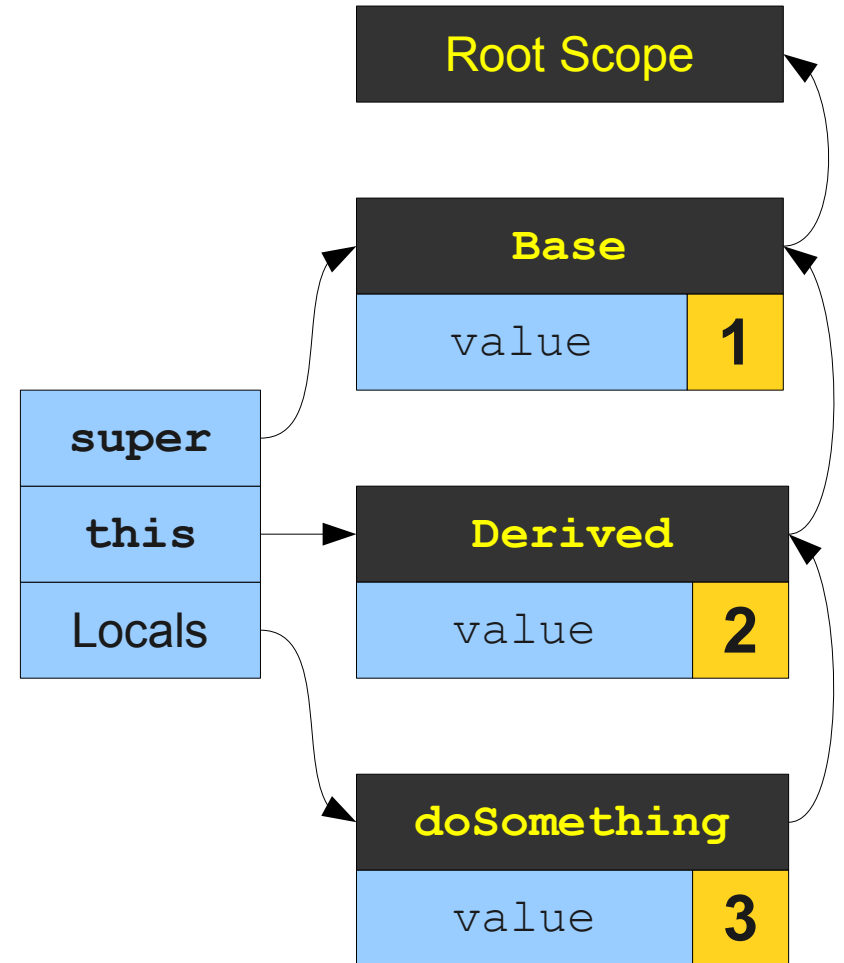 Root Scope
Base
value 1
super
this
Locals
Derived
value 2
doSomething
value 3